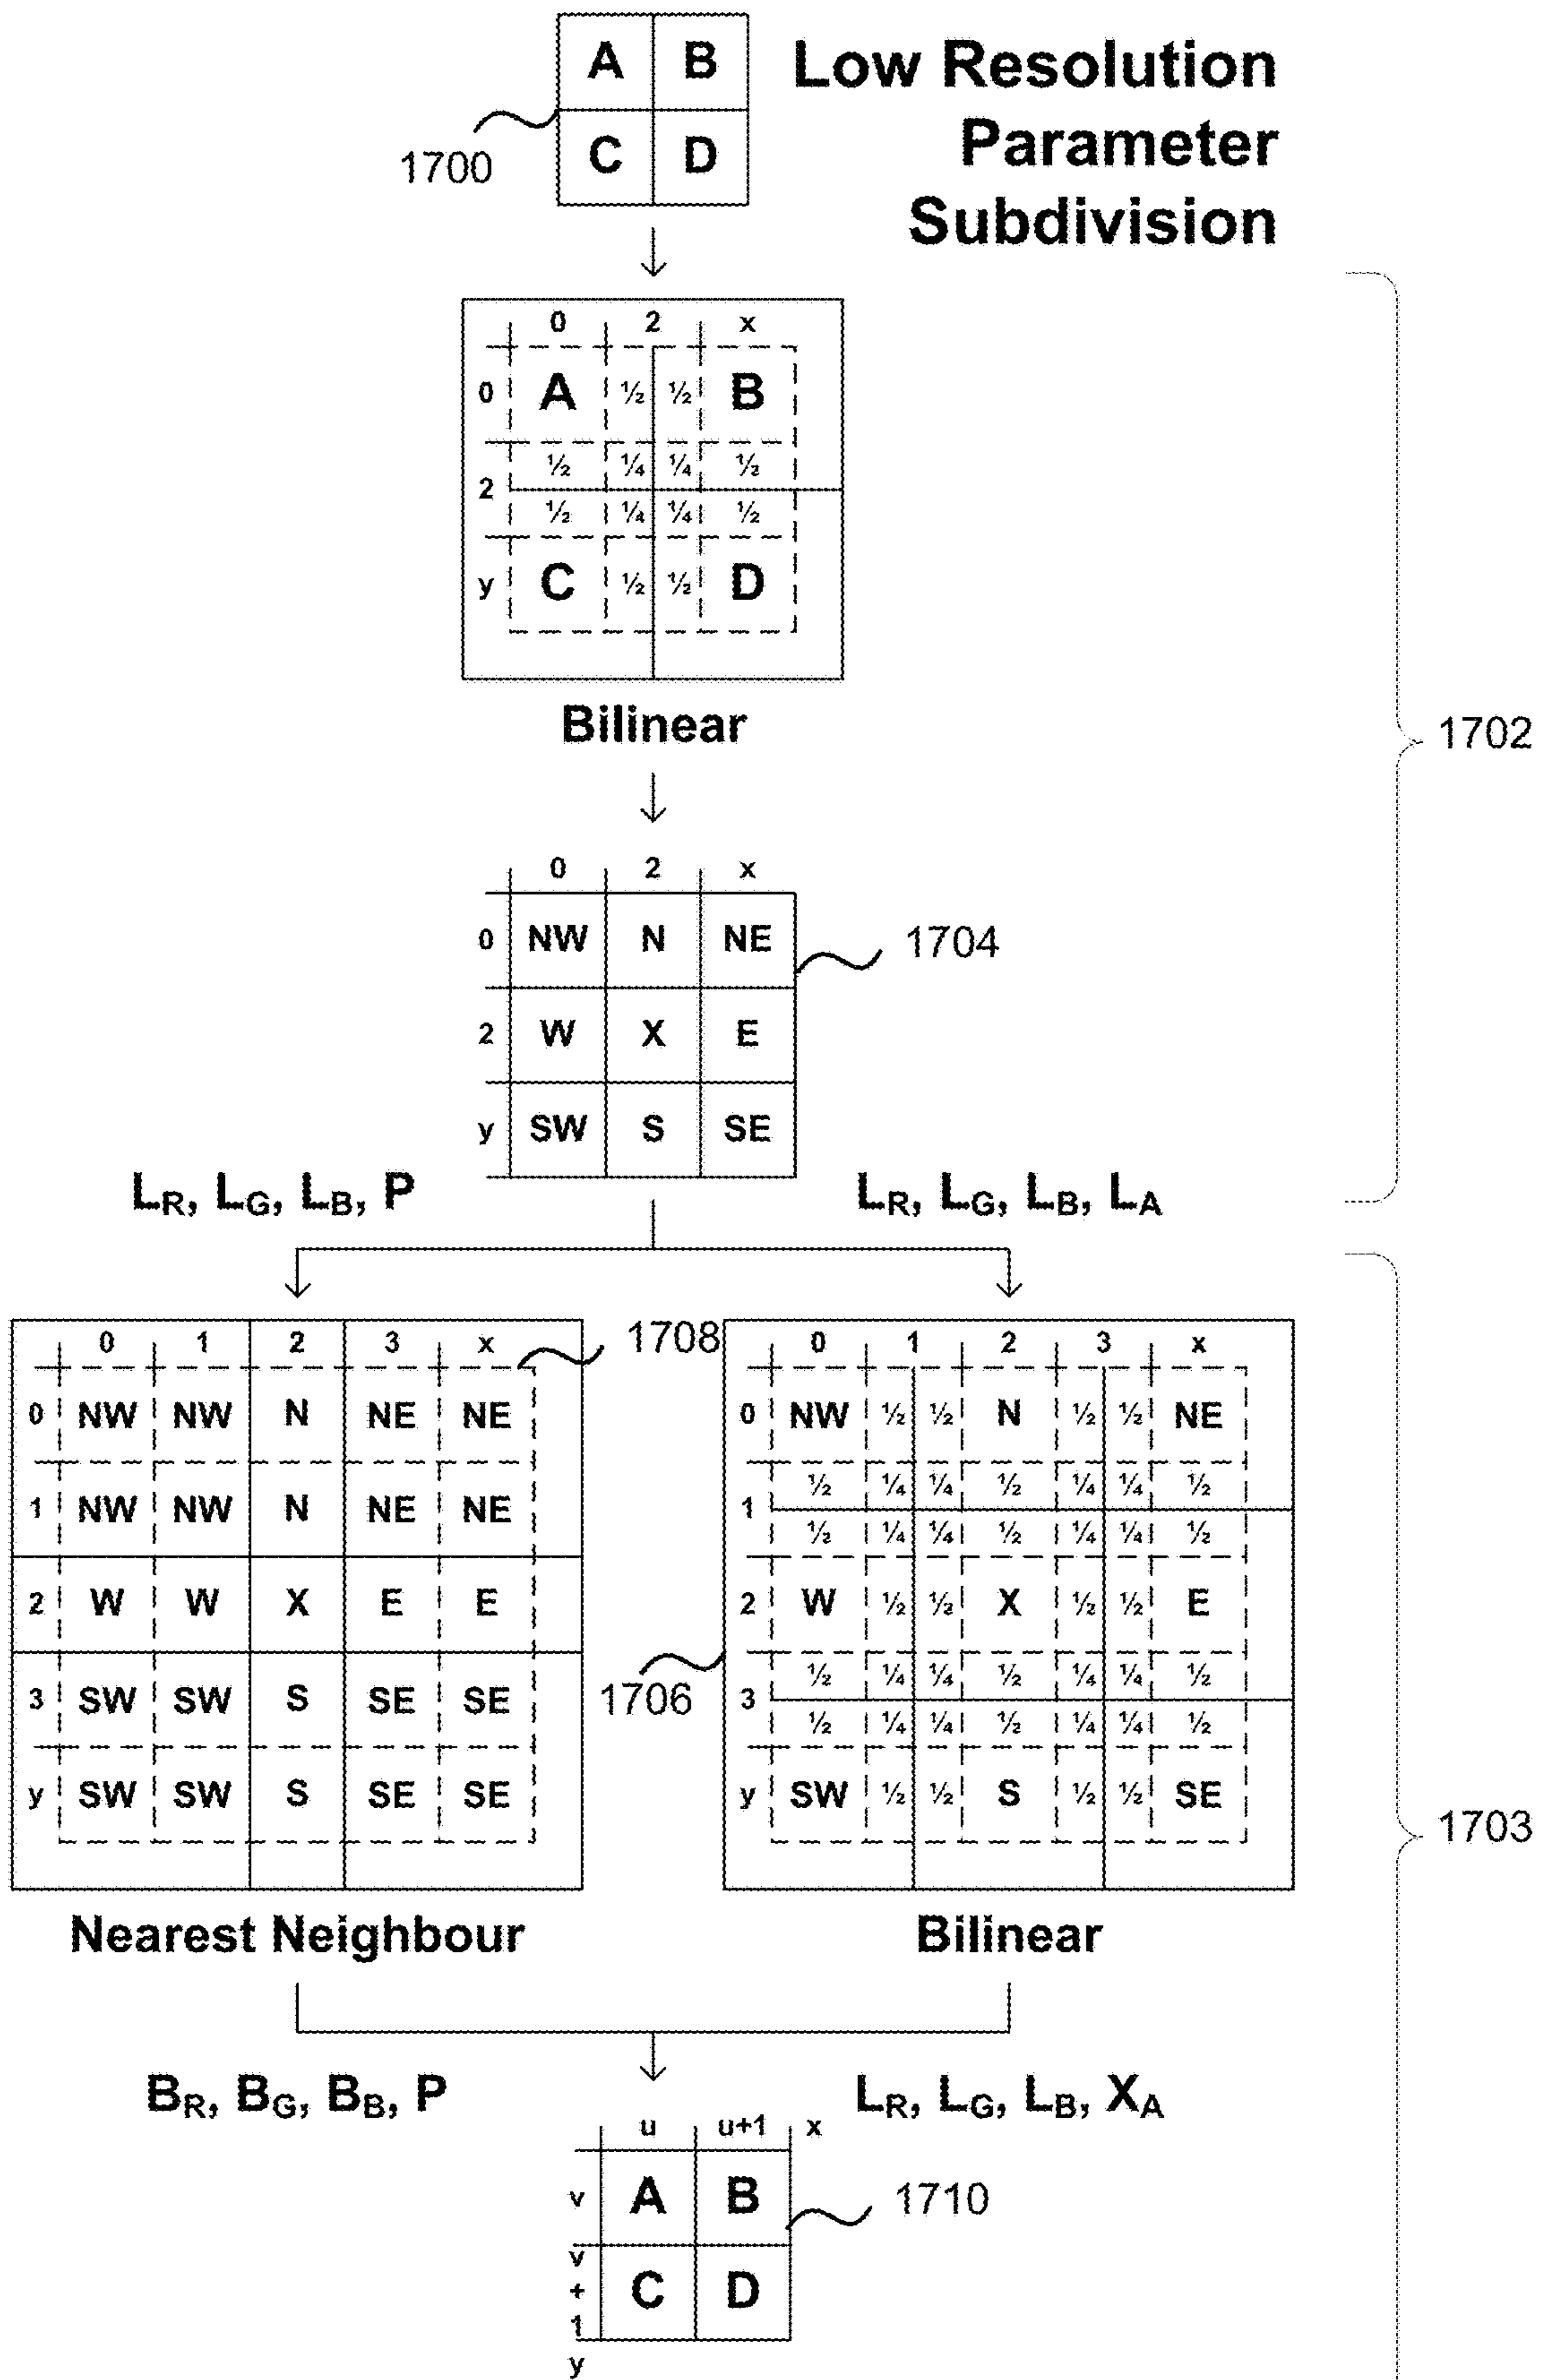 A B
Low Resolution
Parameter
Subdivision
1700
C D
0 2 x
0 A ½ ½ B
½ ¼ ¼ ½
2
½ ¼ ¼ ½
y C ½ ½ D
Bilinear
1702
0 2 x
0 NW N NE
1704
2 W X E
y SW S SE
LR, LG, LB, P
LR, LG, LB, LA
0 1 2 3 x
0 NW NW N NE NE
1 NW NW N NE NE
2 W W X E E
3 SW SW S SE SE
y SW SW S SE SE
1708
0 1 2 3 x
0 NW ½ ½ N ½ ½ NE
½ ¼ ¼ ½ ¼ ¼ ½
1
½ ¼ ¼ ½ ¼ ¼ ½
2 W ½ ½ X ½ ½ E
½ ¼ ¼ ½ ¼ ¼ ½
3
½ ¼ ¼ ½ ¼ ¼ ½
y SW ½ ½ S ½ ½ SE
1706
1703
Nearest Neighbour
Bilinear
BR, BG, BB, P
LR, LG, LB, XA
u u+1 x
v A B
1710
v
+
1
C D
y